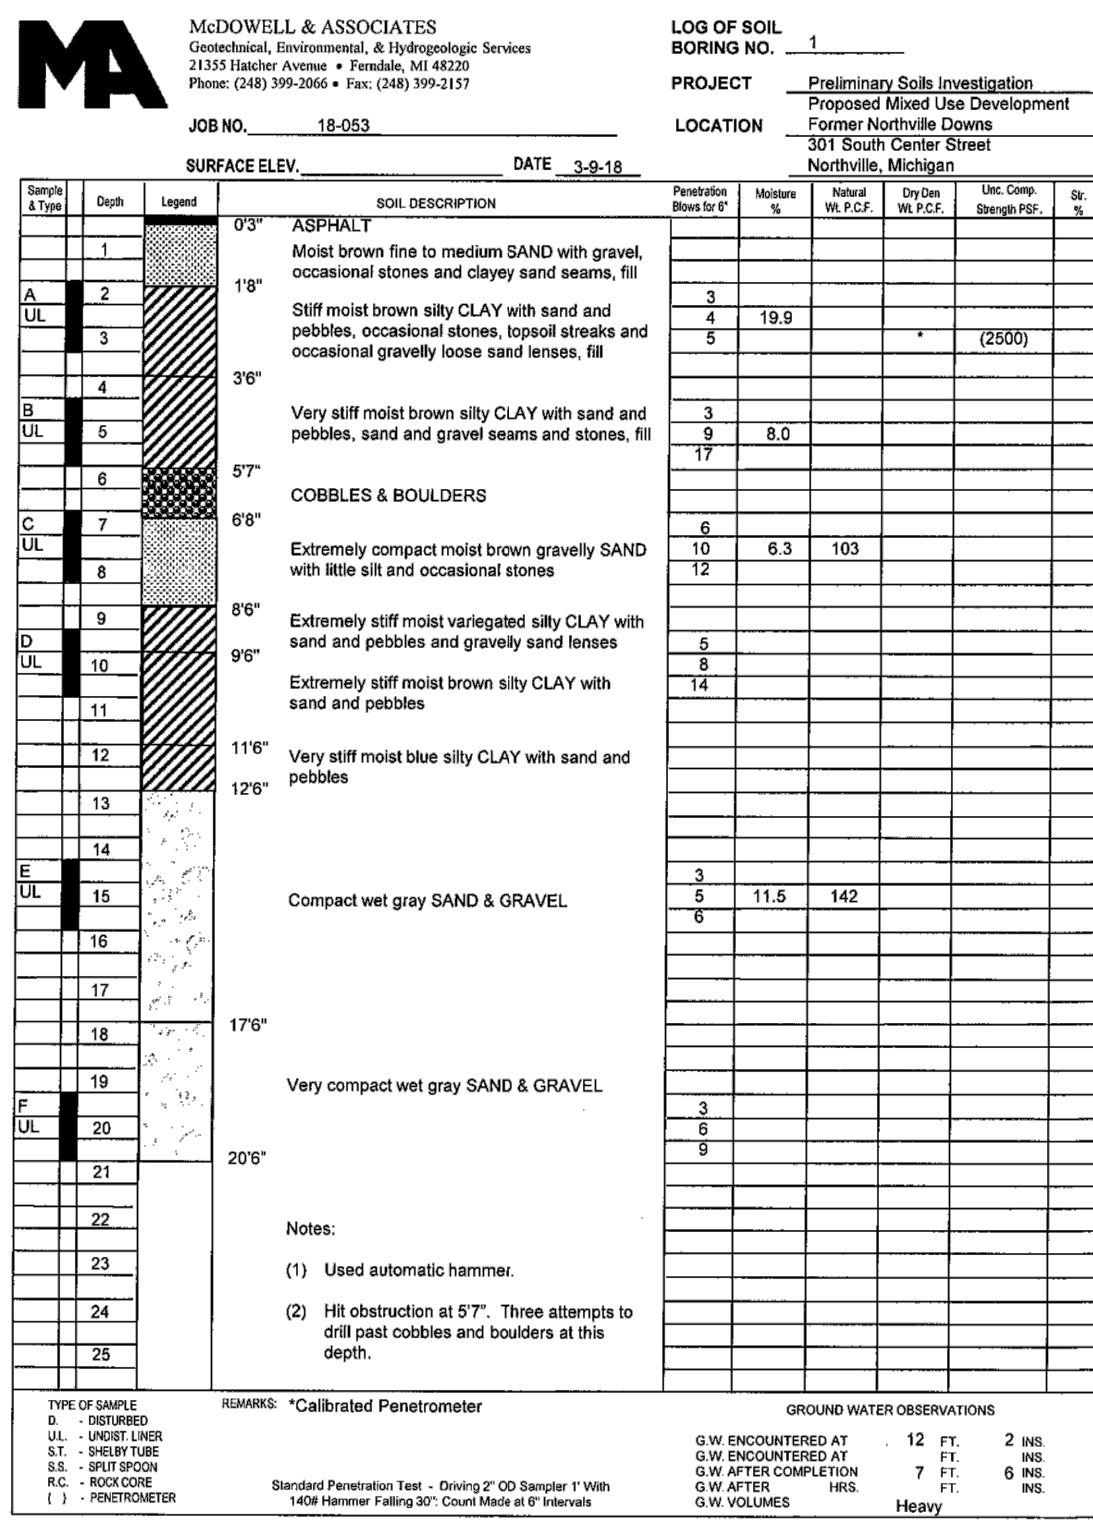 MA
McDOWELL & ASSOCIATES
Geotechnical, Environmental, & Hydrogeologic Services
21355 Hatcher Avenue • Ferndale, MI 48220
Phone: (248) 399-2066 • Fax: (248) 399-2157
JOB NO. 18-053
SURFACE ELEV. DATE 3-9-18
LOG OF SOIL
BORING NO. 1
PROJECT Preliminary Soils Investigation
Proposed Mixed Use Development
LOCATION Former Northville Downs
301 South Center Street
Northville, Michigan
Sample & Type Depth Legend SOIL DESCRIPTION Penetration Blows for 6" Moisture % Natural Wt. P.C.F. Dry Den Wt. P.C.F. Unc. Comp. Strength PSF. Str. %
0'3" ASPHALT
1 Moist brown fine to medium SAND with gravel,
occasional stones and clayey sand seams, fill
1'8"
A 2 3
UL Stiff moist brown silty CLAY with sand and 4 19.9
3 pebbles, occasional stones, topsoil streaks and 5 * (2500)
occasional gravelly loose sand lenses, fill
3'6"
4
B Very stiff moist brown silty CLAY with sand and 3
UL 5 pebbles, sand and gravel seams and stones, fill 9 8.0
17
5'7"
6
COBBLES & BOULDERS
6'8"
C 7 6
UL Extremely compact moist brown gravelly SAND 10 6.3 103
8 with little silt and occasional stones 12
8'6"
9 Extremely stiff moist variegated silty CLAY with
D sand and pebbles and gravelly sand lenses 5
9'6"
UL 10 8
Extremely stiff moist brown silty CLAY with 14
11 sand and pebbles
11'6"
12 Very stiff moist blue silty CLAY with sand and
pebbles
12'6"
13
14
E 3
UL 15 Compact wet gray SAND & GRAVEL 5 11.5 142
6
16
17
17'6"
18
19 Very compact wet gray SAND & GRAVEL
F 3
UL 20 6
9
20'6"
21
22
Notes:
23
(1) Used automatic hammer.
24 (2) Hit obstruction at 5'7". Three attempts to
drill past cobbles and boulders at this
25 depth.
TYPE OF SAMPLE
D. - DISTURBED
U.L. - UNDIST. LINER
S.T. - SHELBY TUBE
S.S. - SPLIT SPOON
R.C. - ROCK CORE
( ) - PENETROMETER
REMARKS: *Calibrated Penetrometer
Standard Penetration Test - Driving 2" OD Sampler 1' With
140# Hammer Falling 30": Count Made at 6" Intervals
GROUND WATER OBSERVATIONS
G.W. ENCOUNTERED AT 12 FT. 2 INS.
G.W. ENCOUNTERED AT FT. INS.
G.W. AFTER COMPLETION 7 FT. 6 INS.
G.W. AFTER HRS. FT. INS.
G.W. VOLUMES Heavy